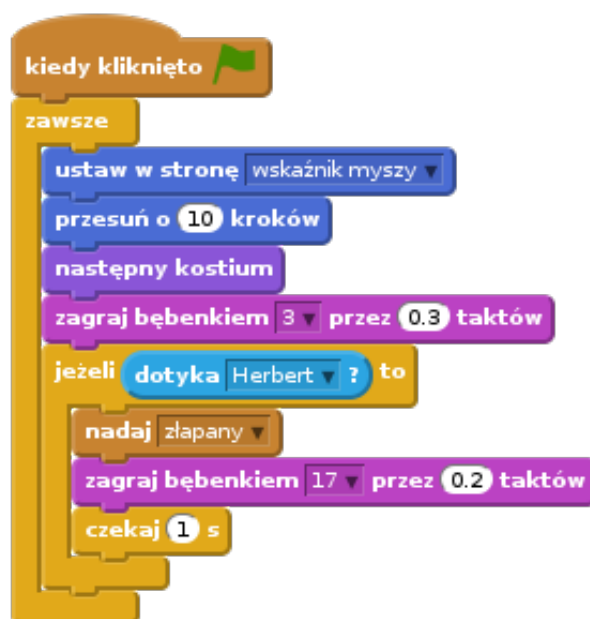 kiedy kliknięto
zawsze
ustaw w stronę wskaźnik myszy
przesuń o 10 kroków
następny kostium
zagraj bębenkiem 3 przez 0.3 taktów
jeżeli dotyka Herbert ? to
nadaj złapany
zagraj bębenkiem 17 przez 0.2 taktów
czekaj 1 s